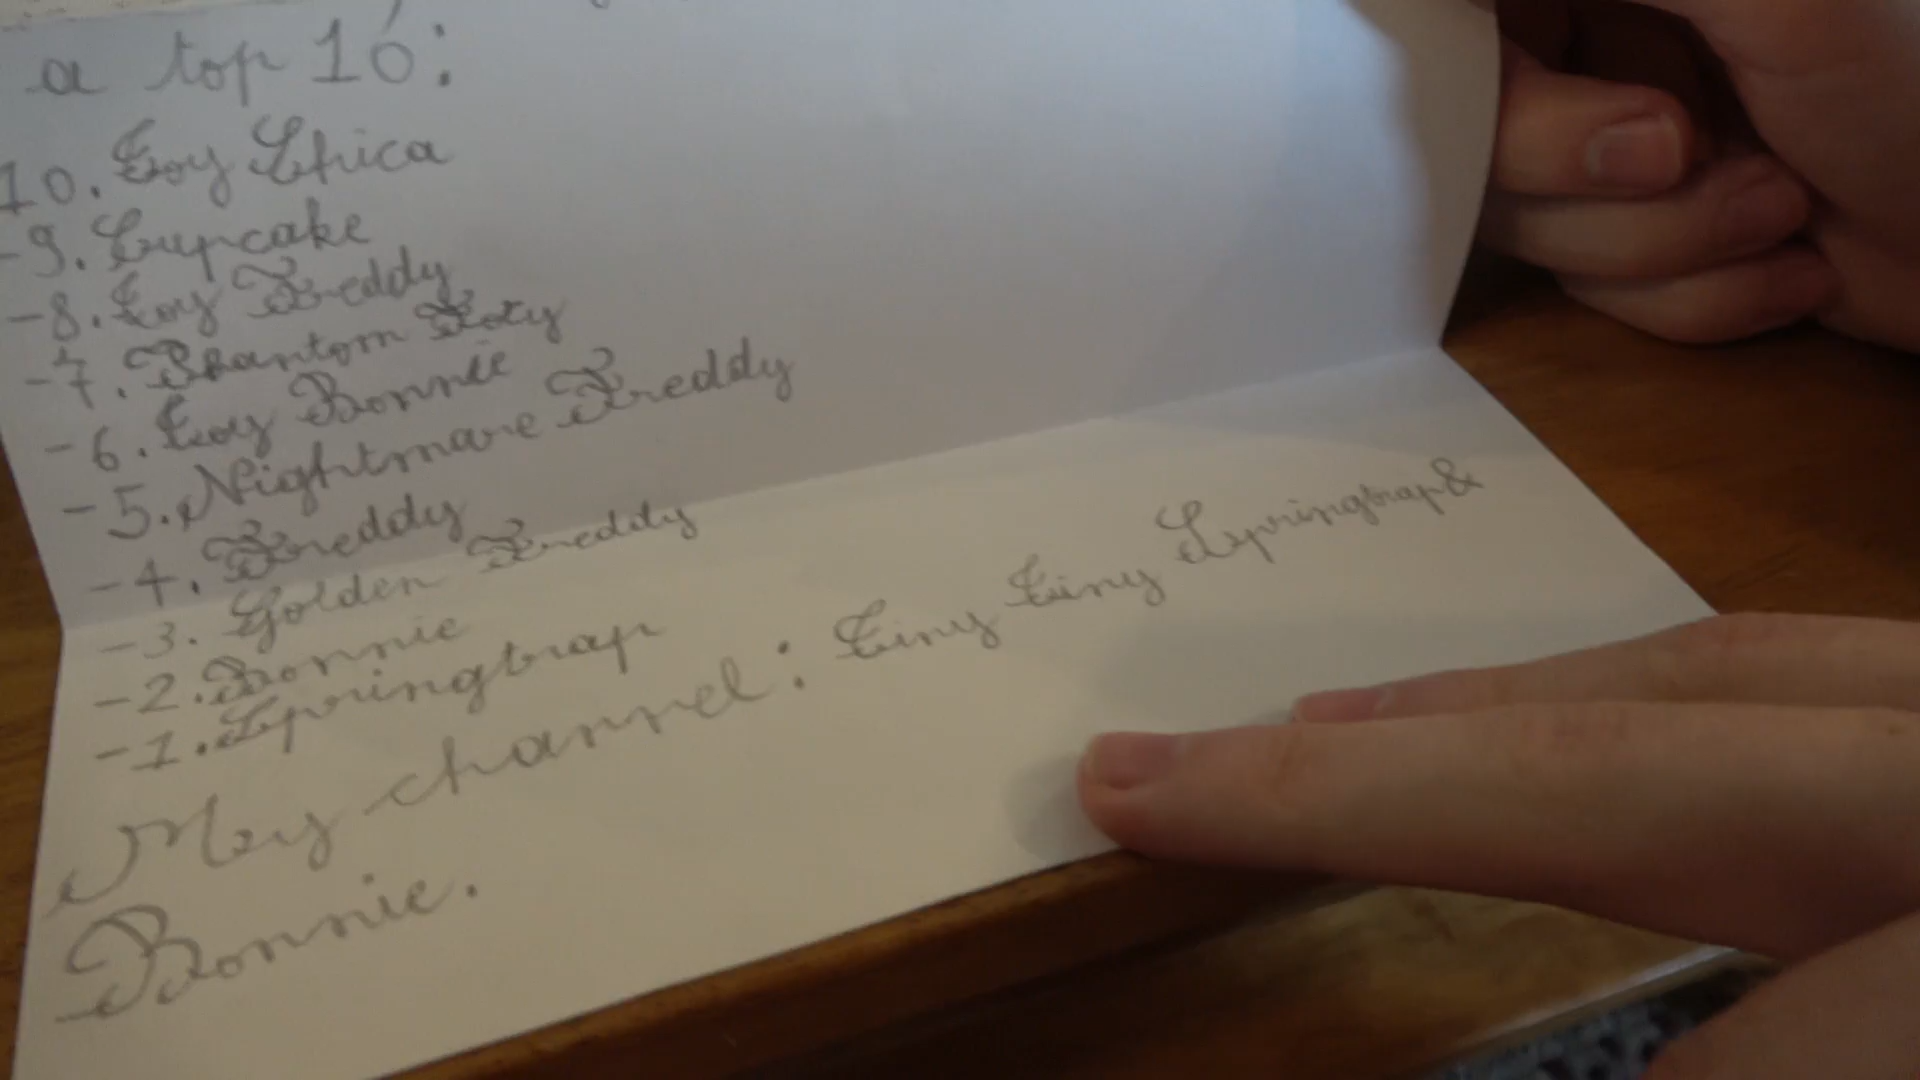 a top 10:
10. Toy Chica
-9. Cupcake
-8. Toy Freddy
-7. Phantom Foxy
-6. Toy Bonnie
-5. Nightmare Freddy
-4. Freddy
-3. Golden Freddy
-2. Bonnie
-1. Springtrap
My channel: Tiny Tiny Springtrap&
Bonnie.